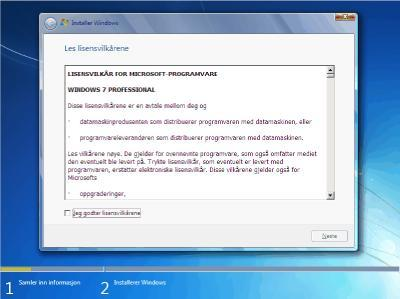 Installer Windows
Les lisensvilkårene
LISENSVILKÅR FOR MICROSOFT-PROGRAMVARE
WINDOWS 7 PROFESSIONAL
Disse lisensvilkårene er en avtale mellom deg og
· datamaskinprodusenten som distribuerer programvaren med datamaskinen, eller
· programvareleverandøren som distribuerer programvaren med datamaskinen.
Les vilkårene nøye. De gjelder for ovennevnte programvare, som også omfatter mediet
den eventuelt ble levert på. Trykte lisensvilkår, som eventuelt er levert med
programvaren, erstatter elektroniske lisensvilkår. Disse vilkårene gjelder også for
Microsofts
· oppgraderinger,
Jeg godtar lisensvilkårene
Neste
1 Samler inn informasjon
2 Installerer Windows